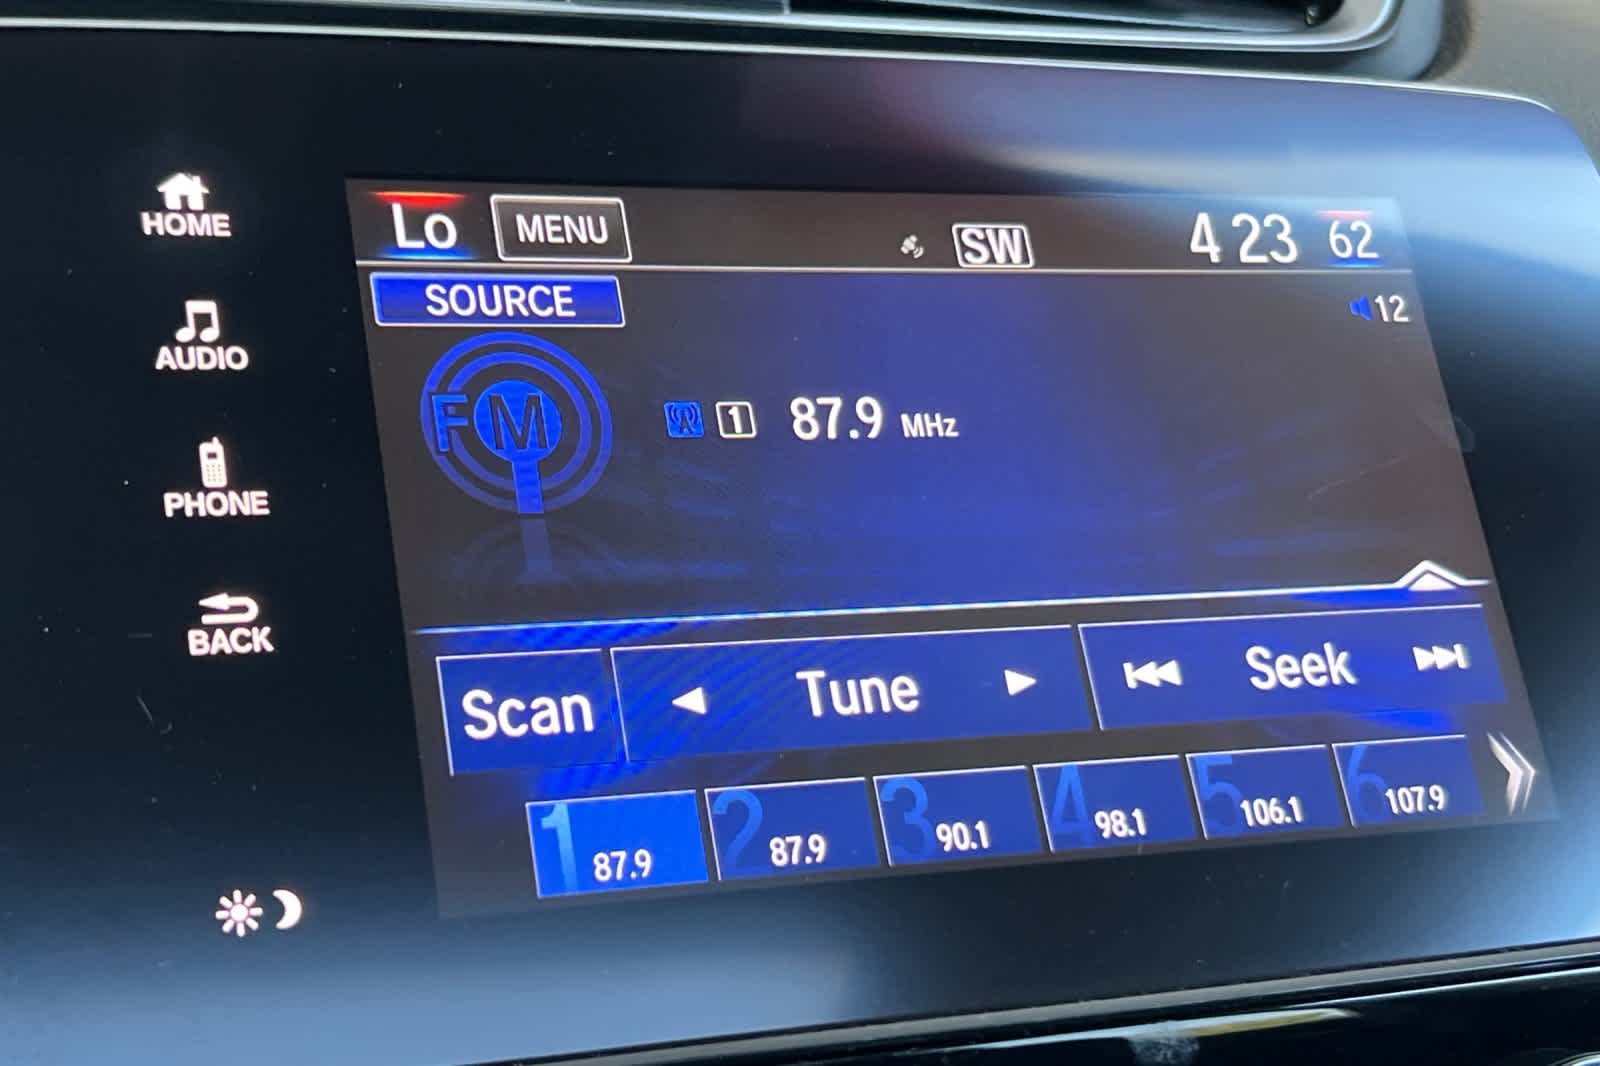 HOME
AUDIO
PHONE
BACK
Lo MENU SW 4 23 62
SOURCE
12
FM 1 87.9 MHz
Scan Tune Seek
1 87.9 2 87.9 3 90.1 4 98.1 5 106.1 6 107.9